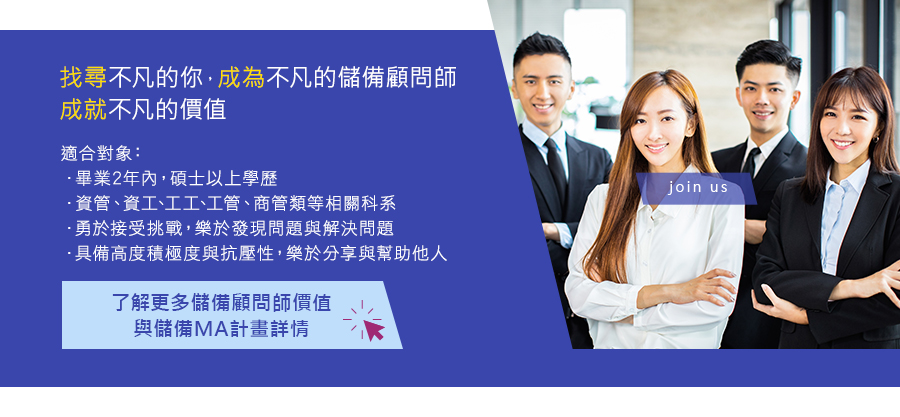 找尋不凡的你，成為不凡的儲備顧問師
成就不凡的價值
適合對象：
·畢業2年內，碩士以上學歷
·資管、資工、工工、工管、商管類等相關科系
·勇於接受挑戰，樂於發現問題與解決問題
·具備高度積極度與抗壓性，樂於分享與幫助他人
了解更多儲備顧問師價值
與儲備MA計畫詳情
join us